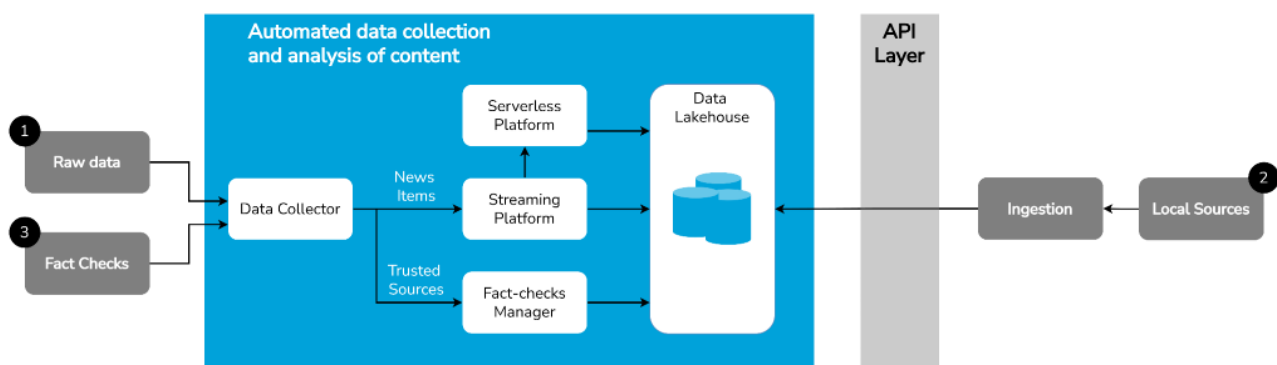 Automated data collection
and analysis of content
API
Layer
Serverless
Platform
Data
Lakehouse
1
Raw data
News
Items
Data Collector
Streaming
Platform
Ingestion
2
Local Sources
3
Fact Checks
Trusted
Sources
Fact-checks
Manager